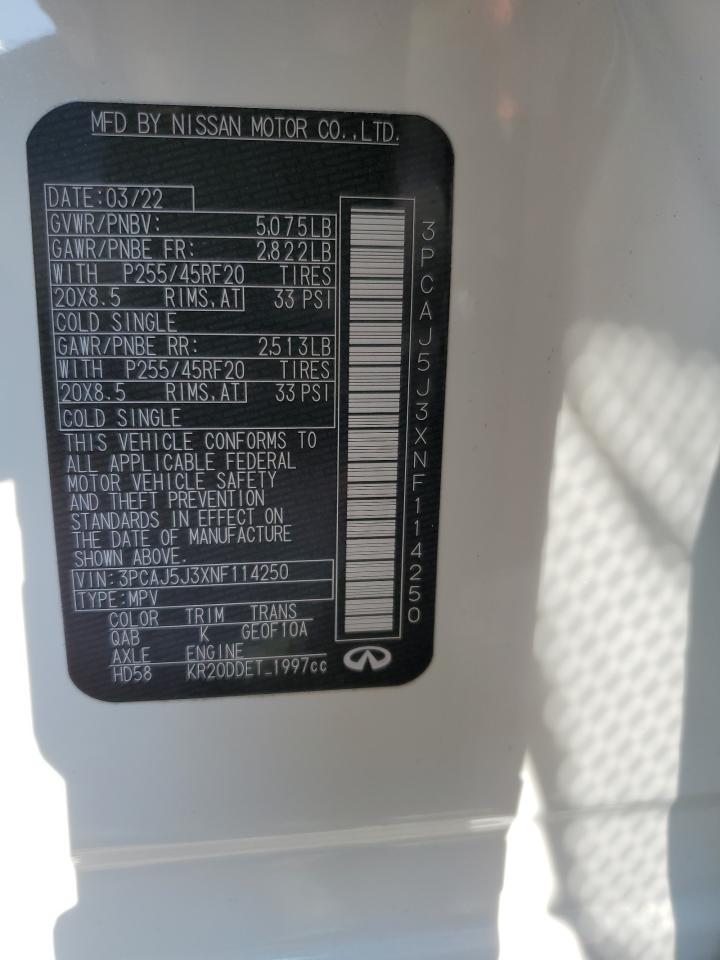 MFD BY NISSAN MOTOR CO.,LTD.
DATE:03/22
GVWR/PNBV: 5,075LB
GAWR/PNBE FR: 2,822LB
WITH P255/45RF20 TIRES
20X8.5 RIMS,AT 33 PSI
COLD SINGLE
GAWR/PNBE RR: 2,513LB
WITH P255/45RF20 TIRES
20X8.5 RIMS,AT 33 PSI
COLD SINGLE
THIS VEHICLE CONFORMS TO
ALL APPLICABLE FEDERAL
MOTOR VEHICLE SAFETY
AND THEFT PREVENTION
STANDARDS IN EFFECT ON
THE DATE OF MANUFACTURE
SHOWN ABOVE.
VIN:3PCAJ5J3XNF114250
TYPE:MPV
COLOR TRIM TRANS
QAB K GE0F10A
AXLE ENGINE
HD58 KR20DDET_1997cc
3PCAJ5J3XNF114250